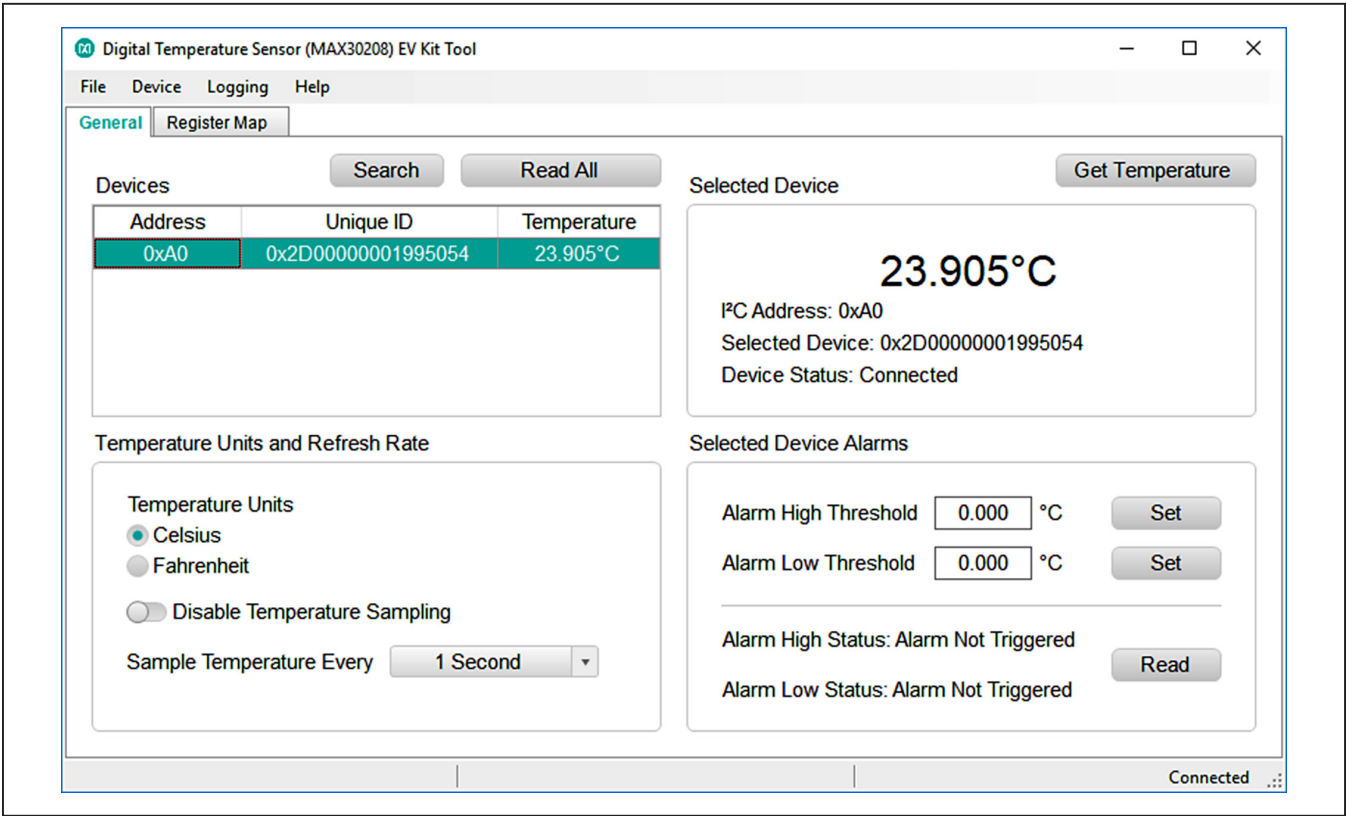 Digital Temperature Sensor (MAX30208) EV Kit Tool
File Device Logging Help
General Register Map
Devices Search Read All
Address Unique ID Temperature
0xA0 0x2D00000001995054 23.905°C
Selected Device Get Temperature
23.905°C
I²C Address: 0xA0
Selected Device: 0x2D00000001995054
Device Status: Connected
Temperature Units and Refresh Rate
Temperature Units
Celsius
Fahrenheit
Disable Temperature Sampling
Sample Temperature Every 1 Second
Selected Device Alarms
Alarm High Threshold 0.000 °C Set
Alarm Low Threshold 0.000 °C Set
Alarm High Status: Alarm Not Triggered
Read
Alarm Low Status: Alarm Not Triggered
Connected